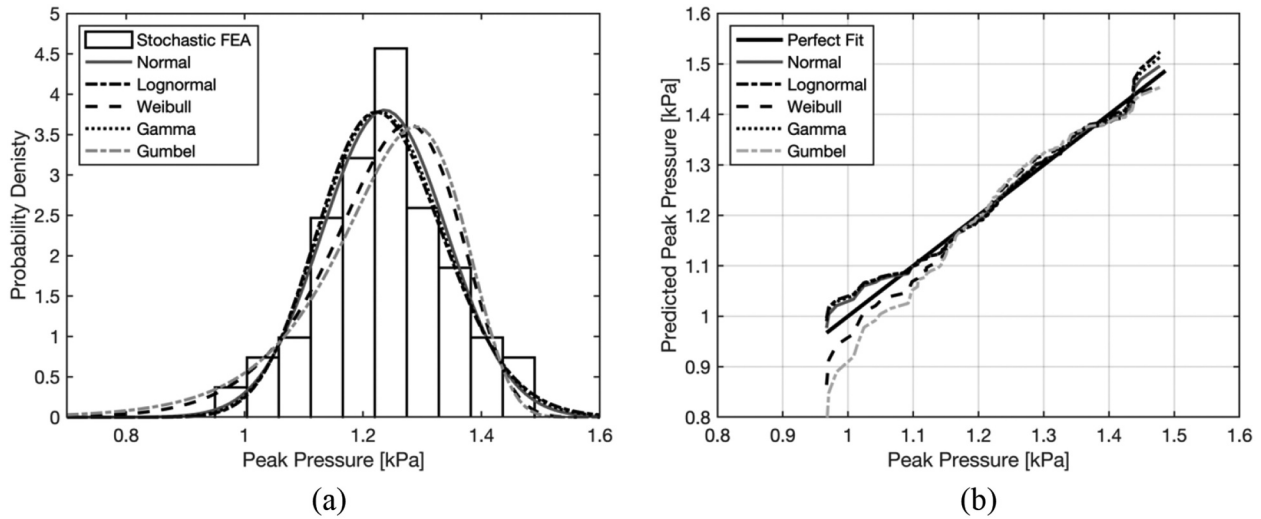 5
4.5
4
3.5
3
2.5
2
1.5
1
0.5
0
Probability Denisty
Stochastic FEA
Normal
Lognormal
Weibull
Gamma
Gumbel
0.8
1
1.2
1.4
1.6
Peak Pressure [kPa]
(a)
1.6
1.5
1.4
1.3
1.2
1.1
1
0.9
0.8
Predicted Peak Pressure [kPa]
Perfect Fit
Normal
Lognormal
Weibull
Gamma
Gumbel
0.8
0.9
1
1.1
1.2
1.3
1.4
1.5
1.6
Peak Pressure [kPa]
(b)